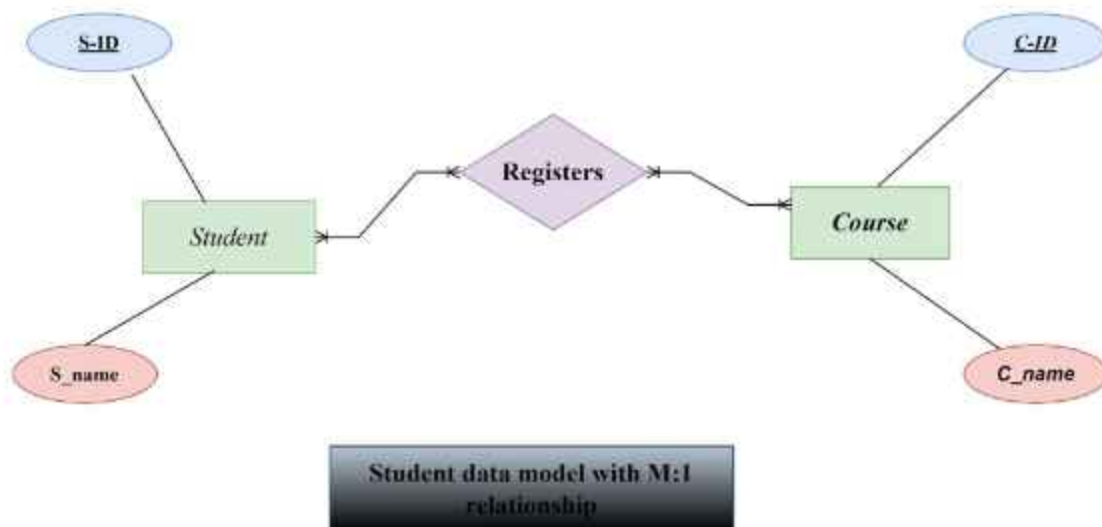 S-ID
C-ID
Registers
Student
Course
S_name
C_name
Student data model with M:1
relationship